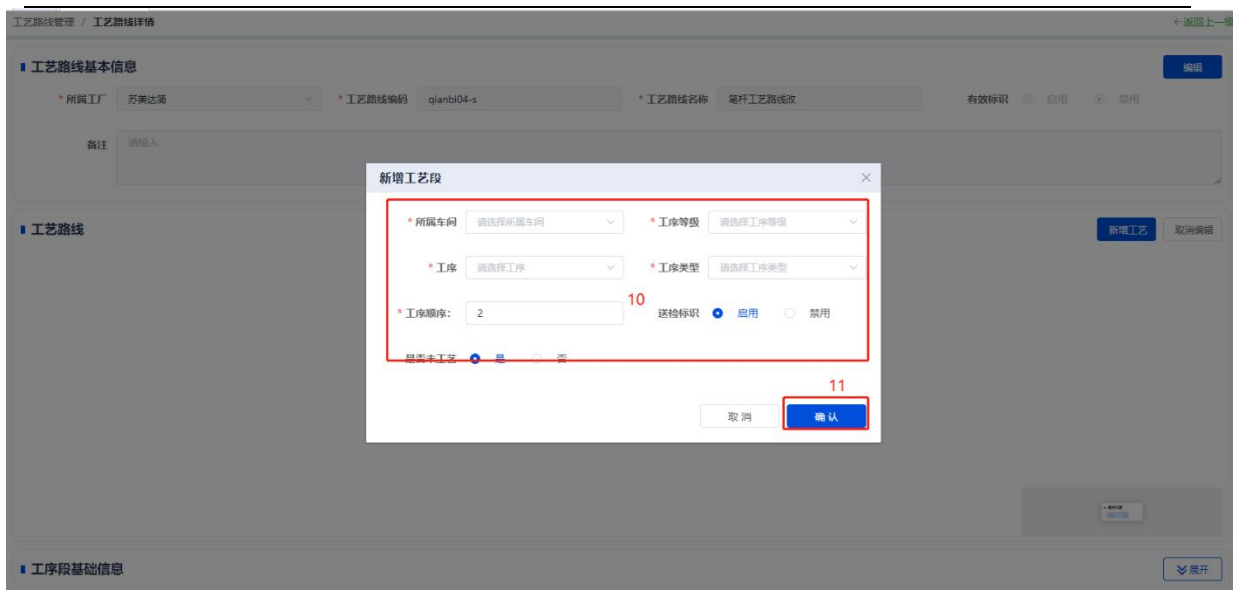 工艺路线管理 / 工艺路线详情 ←返回上一级
工艺路线基本信息 编辑
* 所属工厂 苏美达笛 * 工艺路线编码 qianbi04-s * 工艺路线名称 笔杆工艺路线改 有效标识 启用 禁用
备注 请输入
新增工艺段
* 所属车间 请选择所属车间 * 工序等级 请选择工序等级
工艺路线 新增工艺 取消编辑
* 工序 请选择工序 * 工序类型 请选择工序类型
* 工序顺序: 2 10 送检标识 启用 禁用
是否末工艺 是 否
11
取消 确认
工序段基础信息 展开